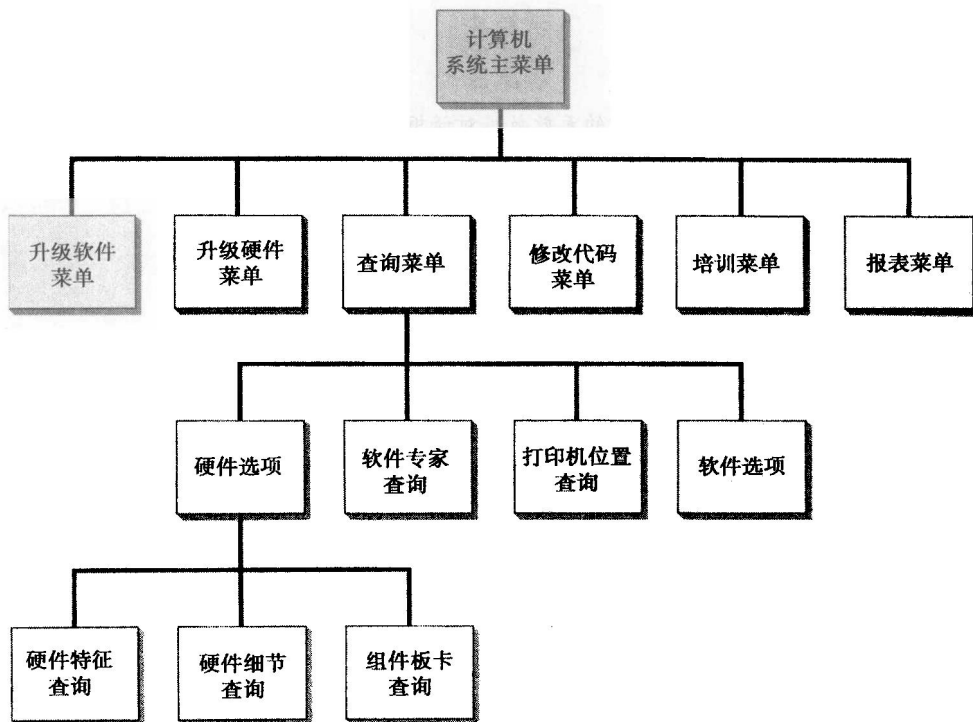 计算机
系统主菜单
升级软件
菜单
升级硬件
菜单
查询菜单
修改代码
菜单
培训菜单
报表菜单
硬件选项
软件专家
查询
打印机位置
查询
软件选项
硬件特征
查询
硬件细节
查询
组件板卡
查询